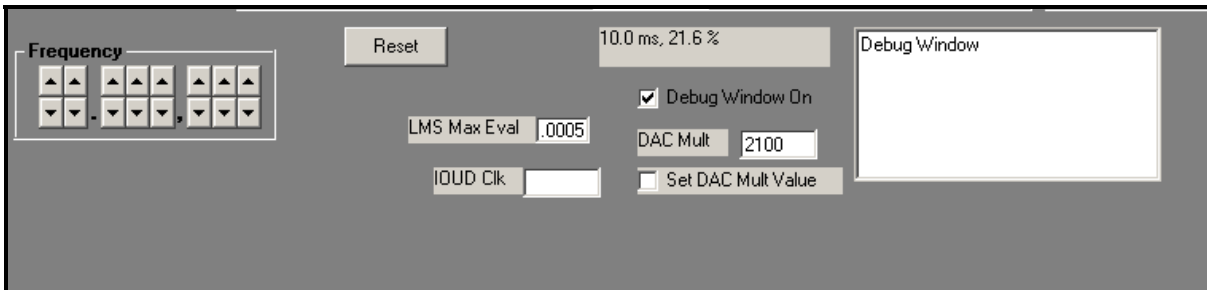 Frequency
. ,
Reset
10.0 ms, 21.6 %
Debug Window On
LMS Max Eval .0005
DAC Mult 2100
IOUD Clk
Set DAC Mult Value
Debug Window